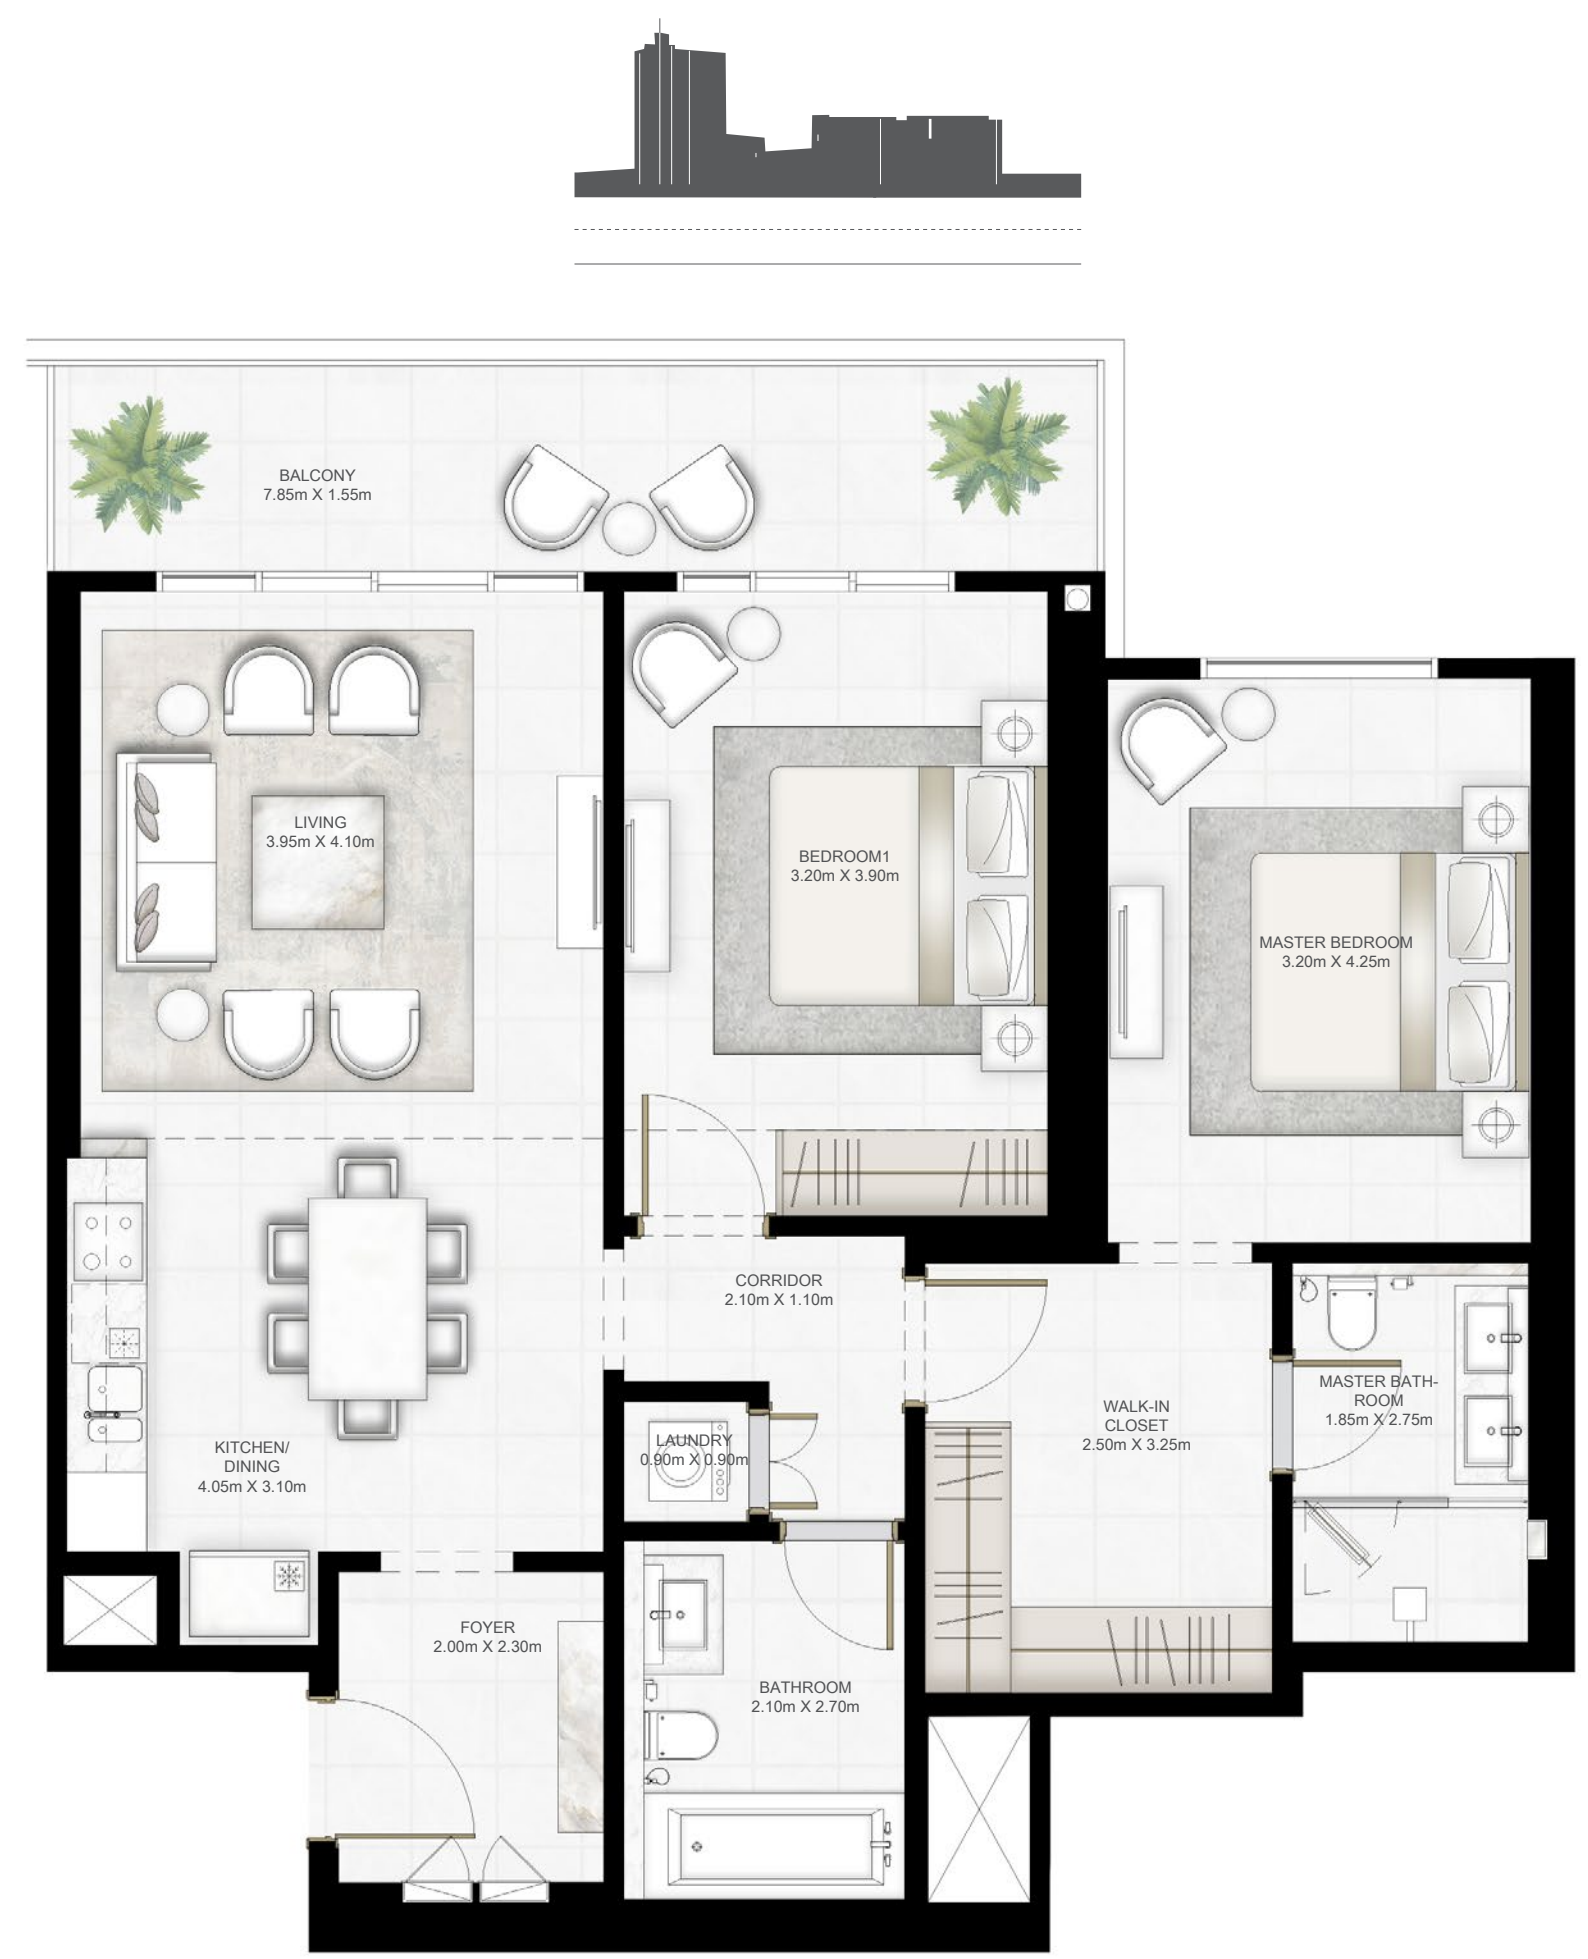 BALCONY
7.85m X 1.55m
LIVING
3.95m X 4.10m
BEDROOM1
3.20m X 3.90m
MASTER BEDROOM
3.20m X 4.25m
CORRIDOR
2.10m X 1.10m
MASTER BATH-
ROOM
1.85m X 2.75m
WALK-IN
CLOSET
2.50m X 3.25m
LAUNDRY
0.90m X 0.90m
KITCHEN/
DINING
4.05m X 3.10m
FOYER
2.00m X 2.30m
BATHROOM
2.10m X 2.70m